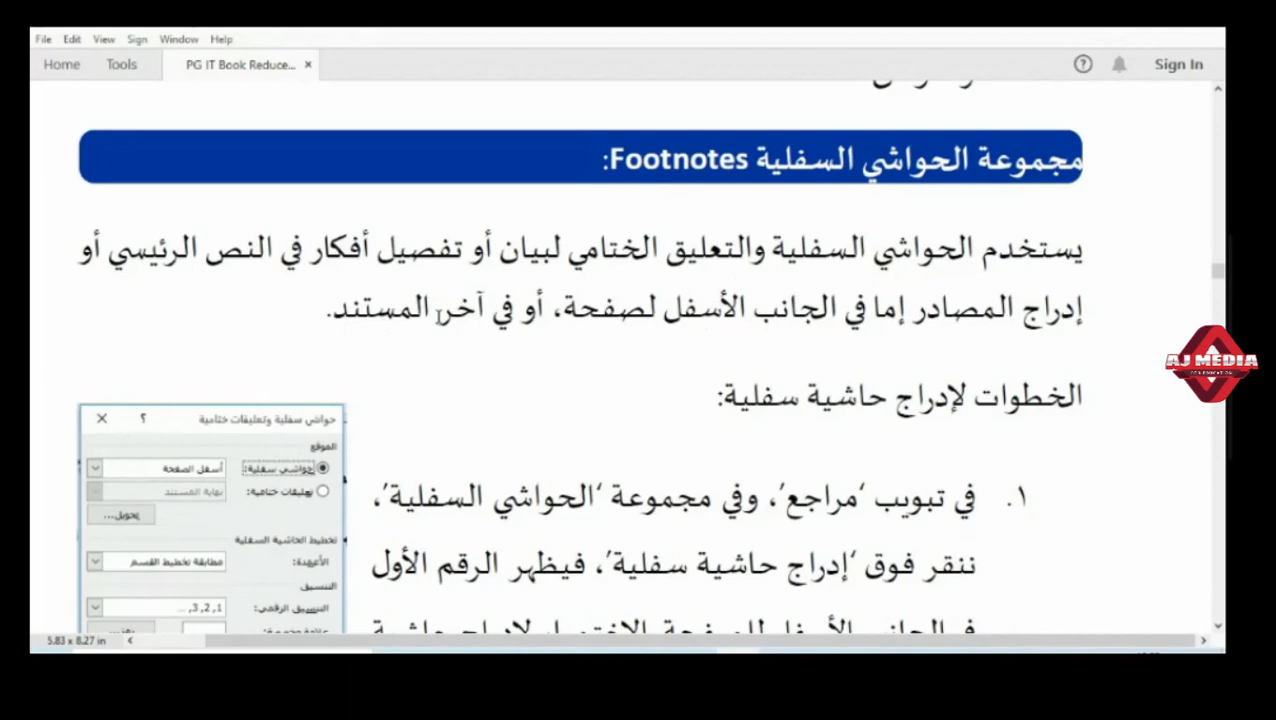 File Edit View Sign Window Help
Home Tools PG IT Book Reduce... × Sign In
مجموعة الحواشي السفلية Footnotes:
يستخدم الحواشي السفلية والتعليق الختامي لبيان أو تفصيل أفكار في النص الرئيسي أو
إدراج المصادر إما في الجانب الأسفل لصفحة، أو في آخر المستند.
AJ MEDIA
FOR EDUCATION
الخطوات لإدراج حاشية سفلية:
١. في تبويب ‘مراجع’، وفي مجموعة ‘الحواشي السفلية’،
ننقر فوق ‘إدراج حاشية سفلية’، فيظهر الرقم الأول
حواشي سفلية وتعليقات ختامية ؟ ×
الموقع
حواشي سفلية: أسفل الصفحة
تعليقات ختامية: نهاية المستند
تحويل...
تخطيط الحاشية السفلية
الأعمدة: مطابقة تخطيط القسم
التنسيق
التنسيق الرقمي: 1, 2, 3, ...
5.83 x 8.27 in